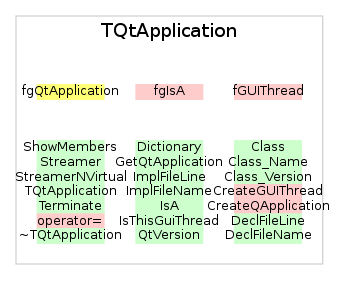 TQtApplication
fgQtApplication fgIsA fGUIThread
ShowMembers Dictionary Class
Streamer GetQtApplication Class_Name
StreamerNVirtual ImplFileLine Class_Version
TQtApplication ImplFileName CreateGUIThread
Terminate IsA CreateQApplication
operator= IsThisGuiThread DeclFileLine
~TQtApplication QtVersion DeclFileName